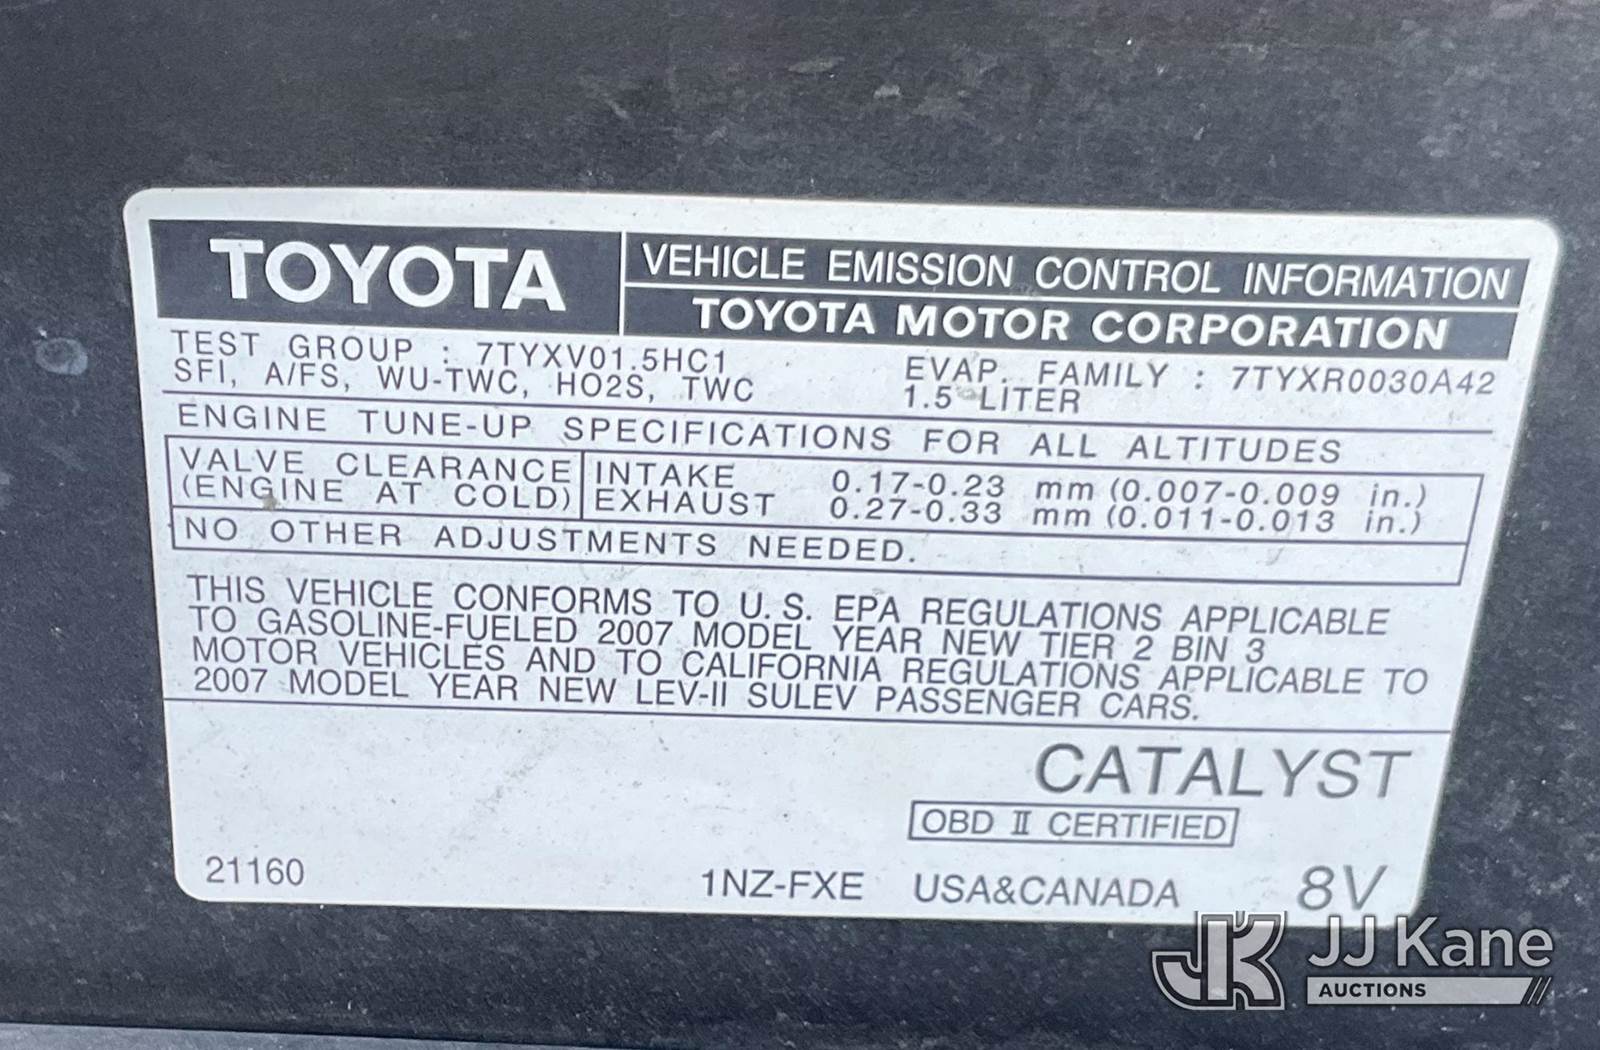 TOYOTA
VEHICLE EMISSION CONTROL INFORMATION
TOYOTA MOTOR CORPORATION
TEST GROUP : 7TYXV01.5HC1
SFI, A/FS, WU-TWC, HO2S, TWC
EVAP. FAMILY : 7TYXR0030A42
1.5 LITER
ENGINE TUNE-UP SPECIFICATIONS FOR ALL ALTITUDES
VALVE CLEARANCE
(ENGINE AT COLD)
INTAKE 0.17-0.23 mm (0.007-0.009 in.)
EXHAUST 0.27-0.33 mm (0.011-0.013 in.)
NO OTHER ADJUSTMENTS NEEDED.
THIS VEHICLE CONFORMS TO U.S. EPA REGULATIONS APPLICABLE
TO GASOLINE-FUELED 2007 MODEL YEAR NEW TIER 2 BIN 3
MOTOR VEHICLES AND TO CALIFORNIA REGULATIONS APPLICABLE TO
2007 MODEL YEAR NEW LEV-II SULEV PASSENGER CARS.
CATALYST
OBD II CERTIFIED
21160 1NZ-FXE USA&CANADA 8V
JK JJ Kane
AUCTIONS